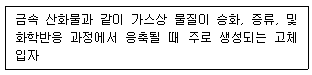 금속 산화물과 같이 가스상 물질이 승화, 증류, 및
화학반응 과정에서 응축될 때 주로 생성되는 고체
입자